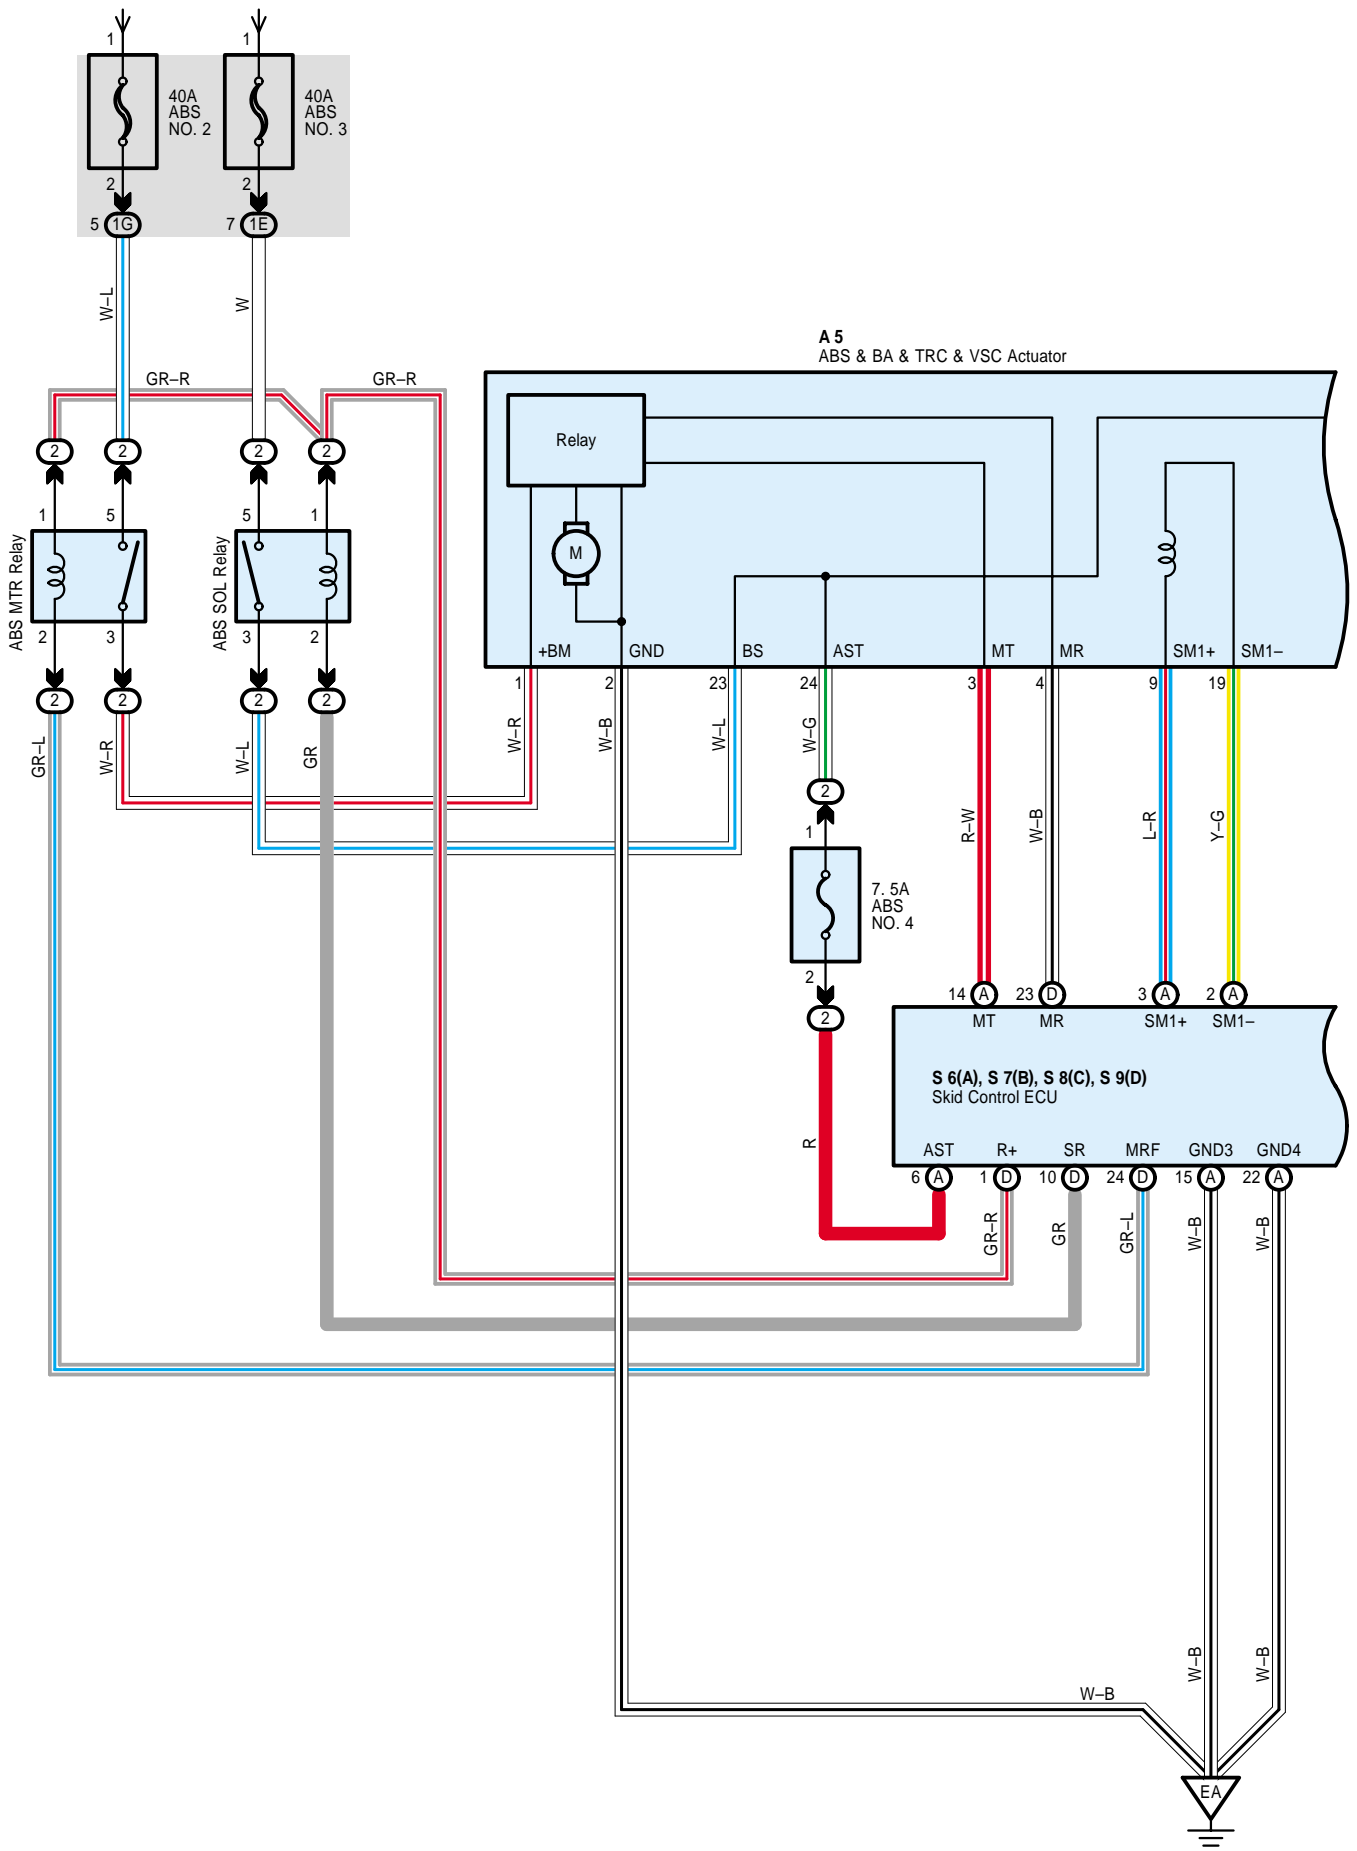 1
1
40A
ABS
NO. 2
40A
ABS
NO. 3
2
2
5 1G
7 1E
W–L
W
A 5
ABS & BA & TRC & VSC Actuator
GR–R
GR–R
Relay
2
2
2
2
1
5
5
1
M
ABS MTR Relay
ABS SOL Relay
2
3
3
2
+BM
GND
BS
AST
MT
MR
SM1+
SM1–
1
2
23
24
3
4
9
19
2
2
2
2
GR–L
W–R
W–L
GR
W–R
W–B
W–L
W–G
R–W
W–B
L–R
Y–G
2
1
7. 5A
ABS
NO. 4
2
2
14 A
23 D
3 A
2 A
MT
MR
SM1+
SM1–
S 6(A), S 7(B), S 8(C), S 9(D)
Skid Control ECU
R
AST
R+
SR
MRF
GND3
GND4
6 A
1 D
10 D
24 D
15 A
22 A
GR–R
GR
GR–L
W–B
W–B
W–B
W–B
W–B
EA